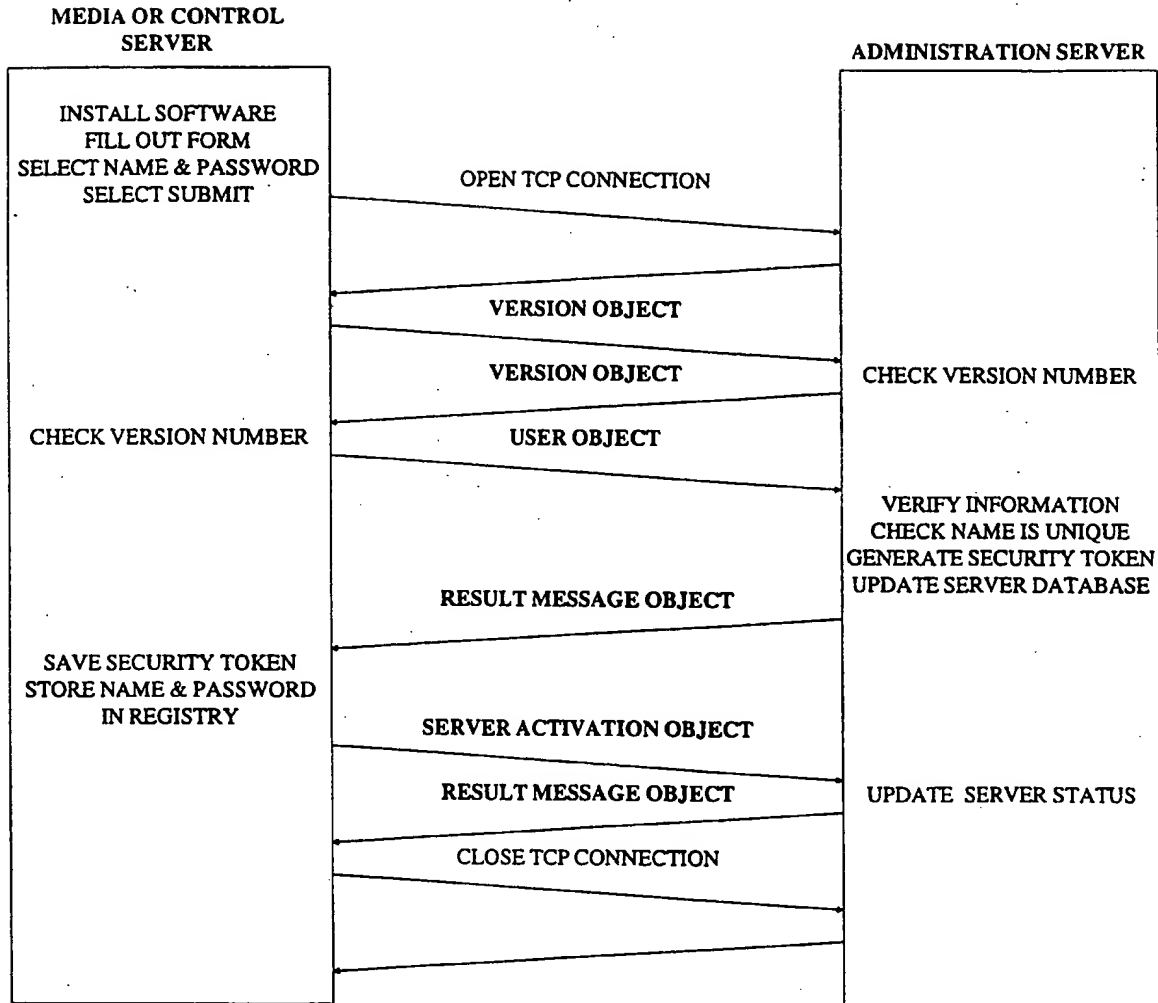 MEDIA OR CONTROL
SERVER
ADMINISTRATION SERVER
INSTALL SOFTWARE
FILL OUT FORM
SELECT NAME & PASSWORD
SELECT SUBMIT
OPEN TCP CONNECTION
VERSION OBJECT
VERSION OBJECT
CHECK VERSION NUMBER
CHECK VERSION NUMBER
USER OBJECT
VERIFY INFORMATION
CHECK NAME IS UNIQUE
GENERATE SECURITY TOKEN
UPDATE SERVER DATABASE
RESULT MESSAGE OBJECT
SAVE SECURITY TOKEN
STORE NAME & PASSWORD
IN REGISTRY
SERVER ACTIVATION OBJECT
RESULT MESSAGE OBJECT
UPDATE SERVER STATUS
CLOSE TCP CONNECTION